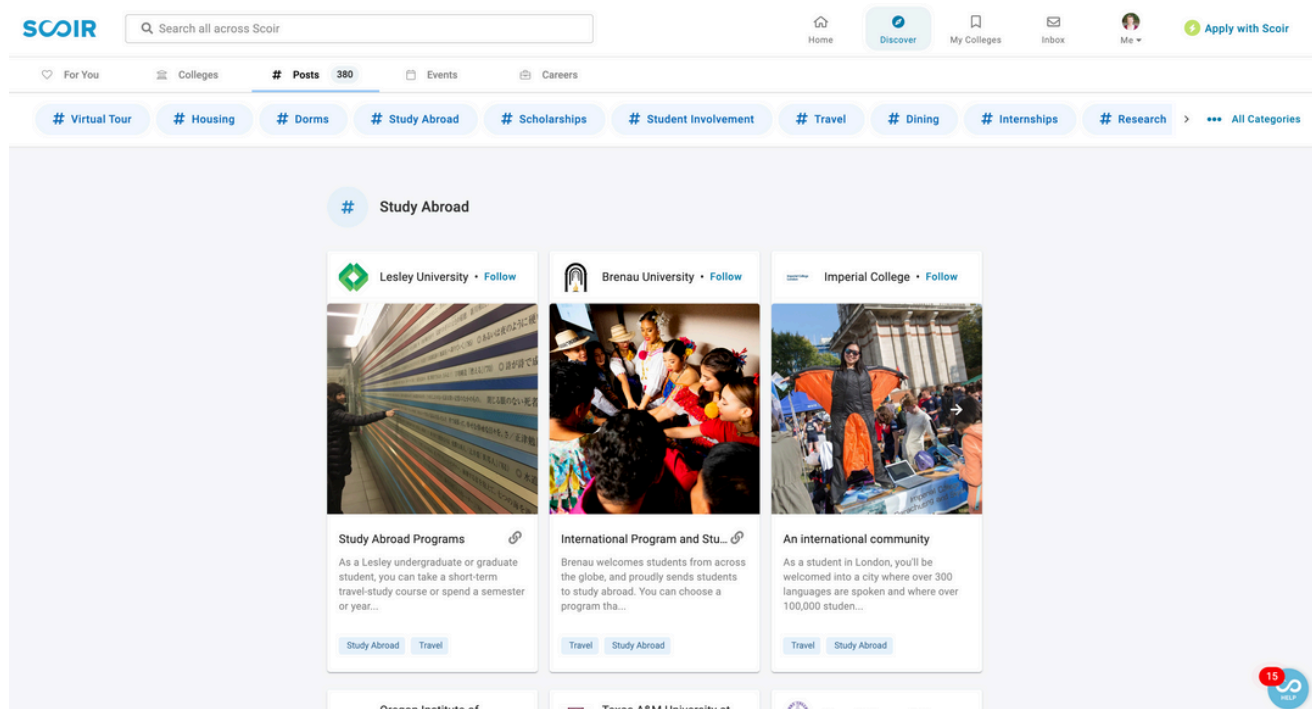 SCOIR
Search all across Scoir
Home
Discover
My Colleges
Inbox
Me
Apply with Scoir
For You
Colleges
# Posts 380
Events
Careers
# Virtual Tour
# Housing
# Dorms
# Study Abroad
# Scholarships
# Student Involvement
# Travel
# Dining
# Internships
# Research
All Categories
# Study Abroad
Lesley University • Follow
Study Abroad Programs
As a Lesley undergraduate or graduate
student, you can take a short-term
travel-study course or spend a semester
or year...
Study Abroad Travel
Brenau University • Follow
International Program and Stu...
Brenau welcomes students from across
the globe, and proudly sends students
to study abroad. You can choose a
program tha...
Travel Study Abroad
Imperial College • Follow
An international community
As a student in London, you'll be
welcomed into a city where over 300
languages are spoken and where over
100,000 studen...
Travel Study Abroad
Oregon Institute of
Texas A&M University at
15
HELP